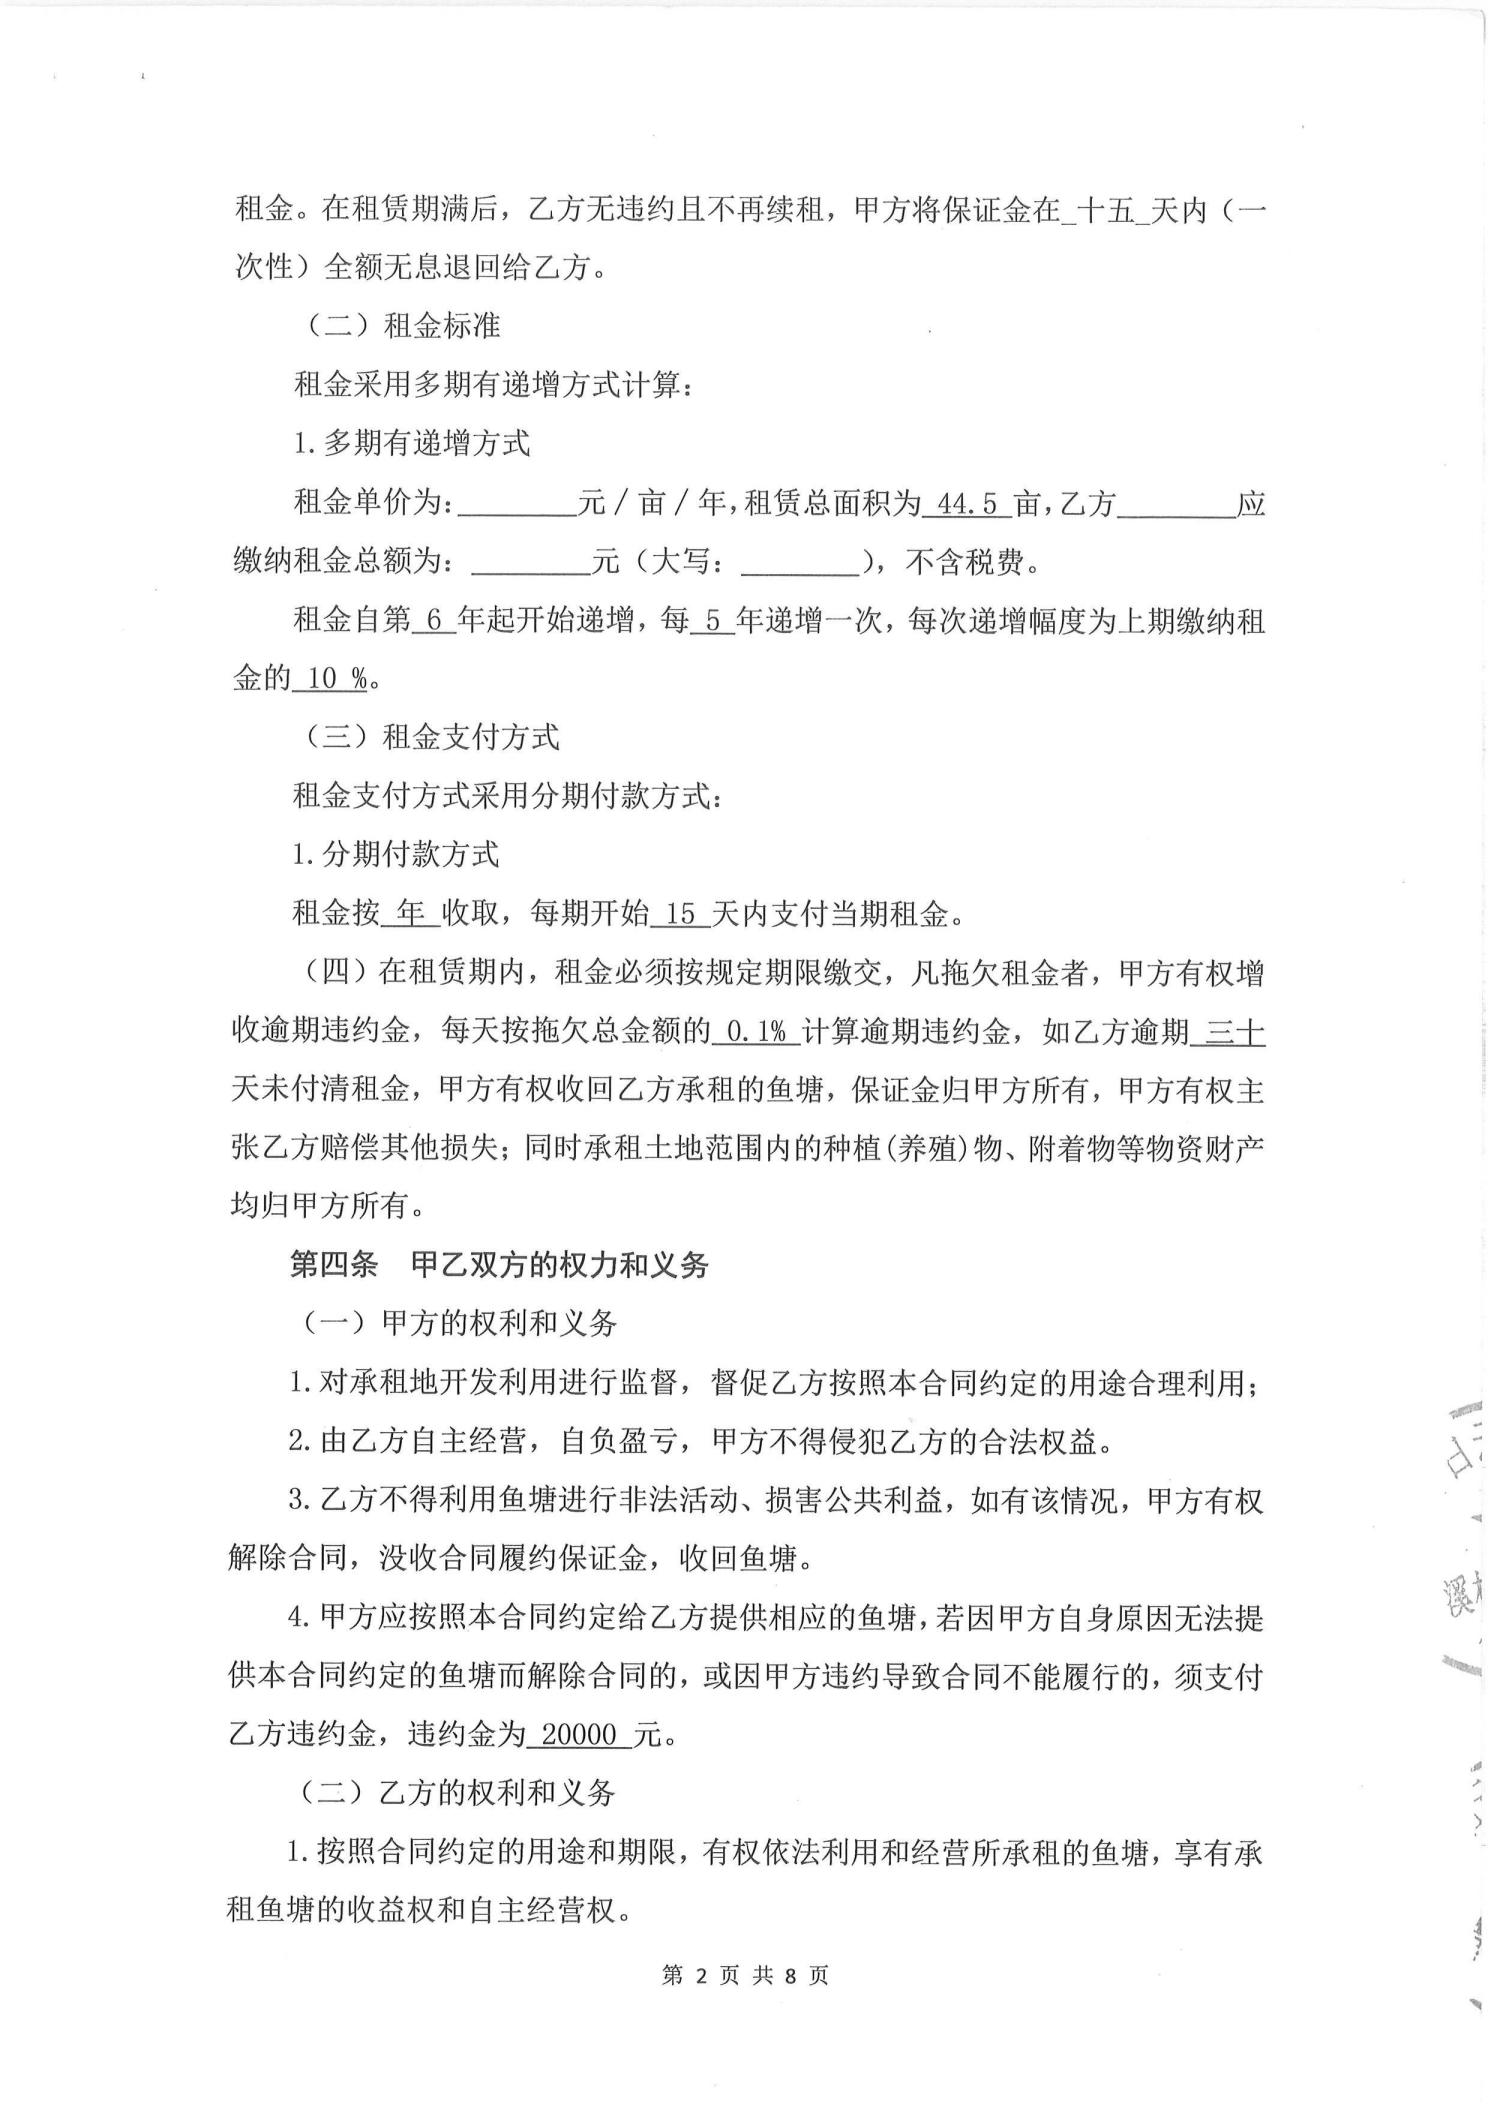 租金。在租赁期满后，乙方无违约且不再续租，甲方将保证金在_十五_天内（一
次性）全额无息退回给乙方。
（二）租金标准
租金采用多期有递增方式计算：
1.多期有递增方式
租金单价为:________元／亩／年,租赁总面积为 44.5 亩,乙方________应
缴纳租金总额为：________元（大写：________），不含税费。
租金自第 6 年起开始递增，每 5 年递增一次，每次递增幅度为上期缴纳租
金的 10 %。
（三）租金支付方式
租金支付方式采用分期付款方式：
1.分期付款方式
租金按 年 收取，每期开始 15 天内支付当期租金。
（四）在租赁期内，租金必须按规定期限缴交，凡拖欠租金者，甲方有权增
收逾期违约金，每天按拖欠总金额的 0.1% 计算逾期违约金，如乙方逾期 三十
天未付清租金，甲方有权收回乙方承租的鱼塘，保证金归甲方所有，甲方有权主
张乙方赔偿其他损失；同时承租土地范围内的种植(养殖)物、附着物等物资财产
均归甲方所有。
第四条　甲乙双方的权力和义务
（一）甲方的权利和义务
1.对承租地开发利用进行监督，督促乙方按照本合同约定的用途合理利用；
2.由乙方自主经营，自负盈亏，甲方不得侵犯乙方的合法权益。
3.乙方不得利用鱼塘进行非法活动、损害公共利益，如有该情况，甲方有权
解除合同，没收合同履约保证金，收回鱼塘。
4.甲方应按照本合同约定给乙方提供相应的鱼塘,若因甲方自身原因无法提
供本合同约定的鱼塘而解除合同的，或因甲方违约导致合同不能履行的，须支付
乙方违约金，违约金为 20000 元。
（二）乙方的权利和义务
1.按照合同约定的用途和期限，有权依法利用和经营所承租的鱼塘，享有承
租鱼塘的收益权和自主经营权。
第 2 页 共 8 页
溪